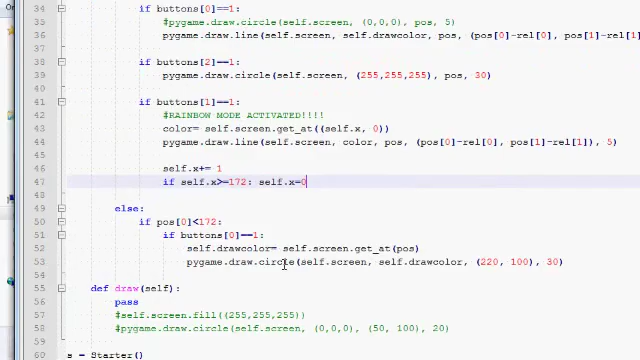 34 if buttons[0]==1:
35 #pygame.draw.circle(self.screen, (0,0,0), pos, 5)
36 pygame.draw.line(self.screen, self.drawcolor, pos, (pos[0]-rel[0], pos[1]-rel[1]
37
38 if buttons[2]==1:
39 pygame.draw.circle(self.screen, (255,255,255), pos, 30)
40
41 if buttons[1]==1:
42 #RAINBOW MODE ACTIVATED!!!!
43 color= self.screen.get_at((self.x, 0))
44 pygame.draw.line(self.screen, color, pos, (pos[0]-rel[0], pos[1]-rel[1]), 5)
45
46 self.x+= 1
47 if self.x>=172: self.x=0
48
49 else:
50 if pos[0]<172:
51 if buttons[0]==1:
52 self.drawcolor= self.screen.get_at(pos)
53 pygame.draw.circle(self.screen, self.drawcolor, (220, 100), 30)
54
55 def draw(self):
56 pass
57 #self.screen.fill((255,255,255))
58 #pygame.draw.circle(self.screen, (0,0,0), (50, 100), 20)
59
s = Starter()